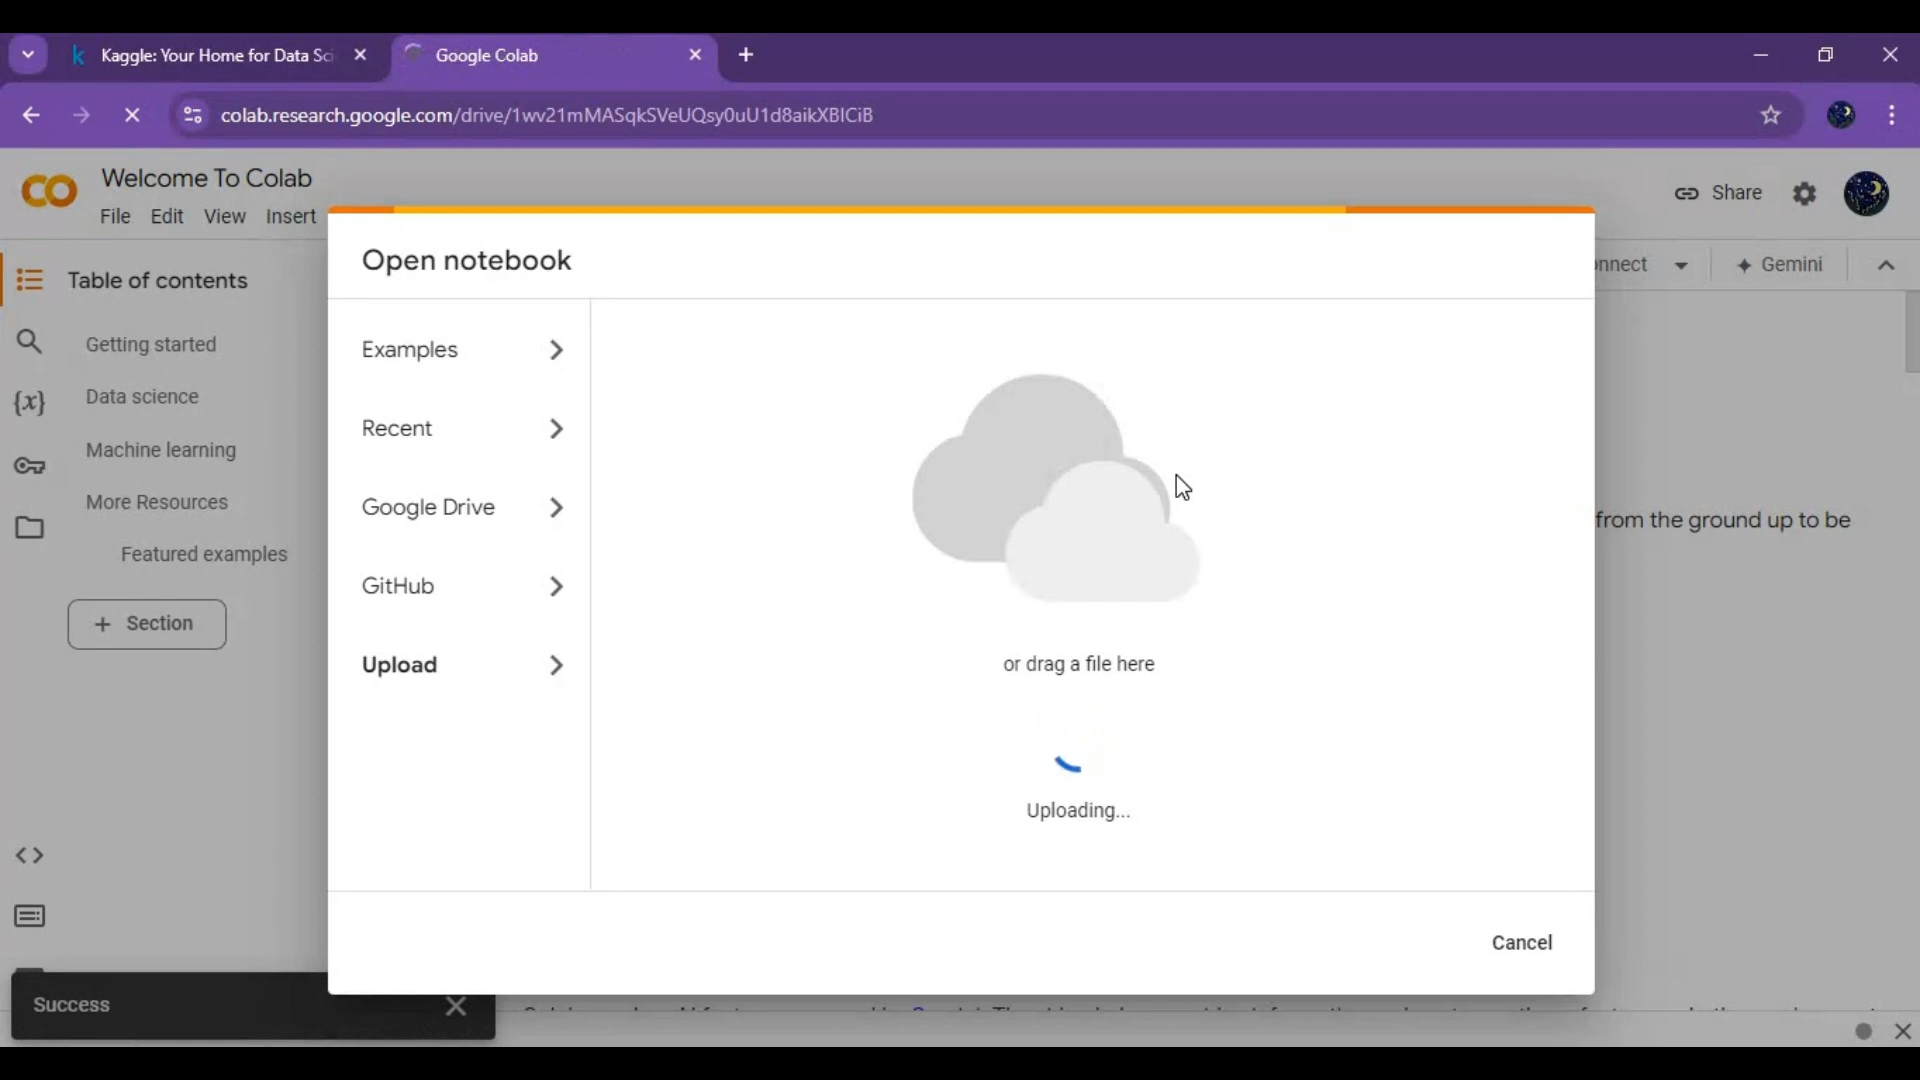 Kaggle: Your Home for Data Sci
Google Colab
colab.research.google.com/drive/1wv21mMASqkSVeUQsy0uU1d8aikXBICiB
Welcome To Colab
File Edit View Insert
Share
Open notebook
Gemini
Table of contents
Getting started
Data science
Machine learning
More Resources
Featured examples
+ Section
Examples
Recent
Google Drive
GitHub
Upload
from the ground up to be
or drag a file here
Uploading...
Cancel
Success